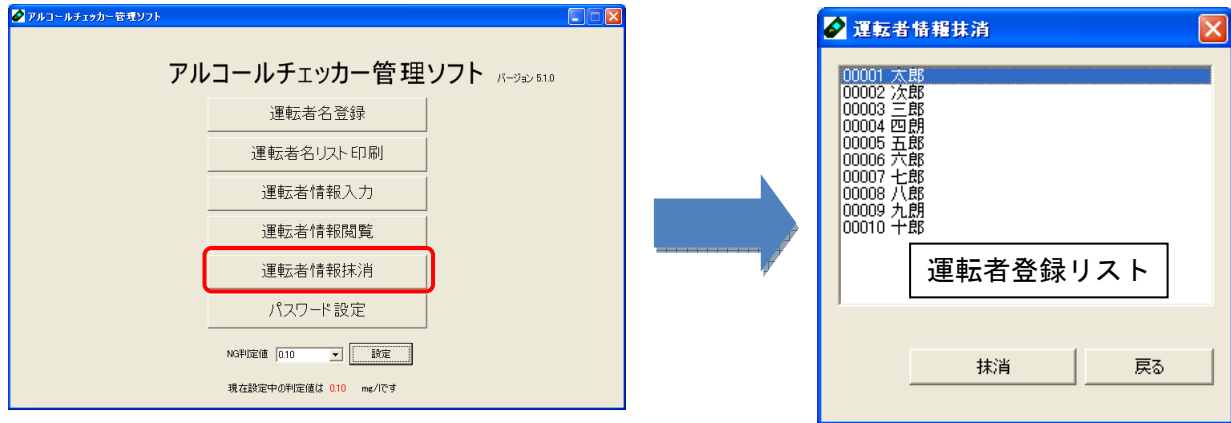 アルコールチェッカー管理ソフト
アルコールチェッカー管理ソフト バージョン 5.1.0
運転者名登録
運転者名リスト印刷
運転者情報入力
運転者情報閲覧
運転者情報抹消
パスワード設定
NG判定値 0.10 設定
現在設定中の判定値は 0.10 mg/lです
運転者情報抹消
00001 太郎
00002 次郎
00003 三郎
00004 四朗
00005 五郎
00006 六郎
00007 七郎
00008 八郎
00009 九朗
00010 十郎
運転者登録リスト
抹消 戻る